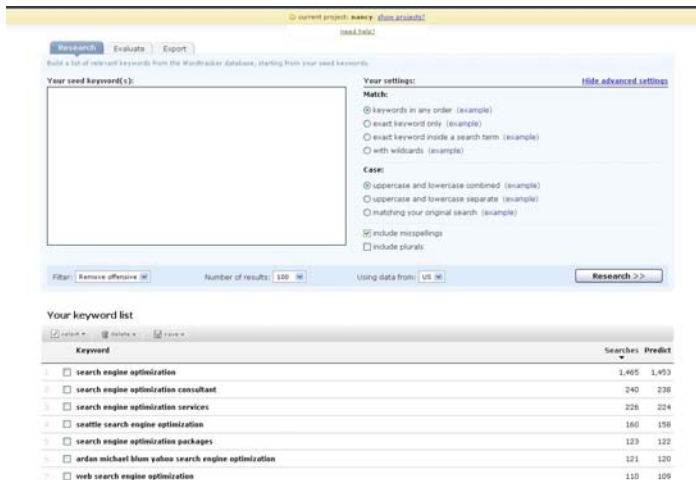 current project: nancy. show projects?
need help?
Research Evaluate Export
Build a list of relevant keywords from the Wordtracker database, starting from your seed keywords.
Your seed keyword(s):
Your settings: Hide advanced settings
Match:
keywords in any order (example)
exact keyword only (example)
exact keyword inside a search term (example)
with wildcards (example)
Case:
uppercase and lowercase combined (example)
uppercase and lowercase separate (example)
matching your original search (example)
include misspellings
include plurals
Filter: Remove offensive Number of results: 100 Using data from: US Research >>
Your keyword list
select delete save
Keyword Searches Predict
1 search engine optimization 1,465 1,453
2 search engine optimization consultant 240 238
3 search engine optimization services 226 224
4 seattle search engine optimization 160 158
5 search engine optimization packages 123 122
6 ardan michael blum yahoo search engine optimization 121 120
7 web search engine optimization 110 109